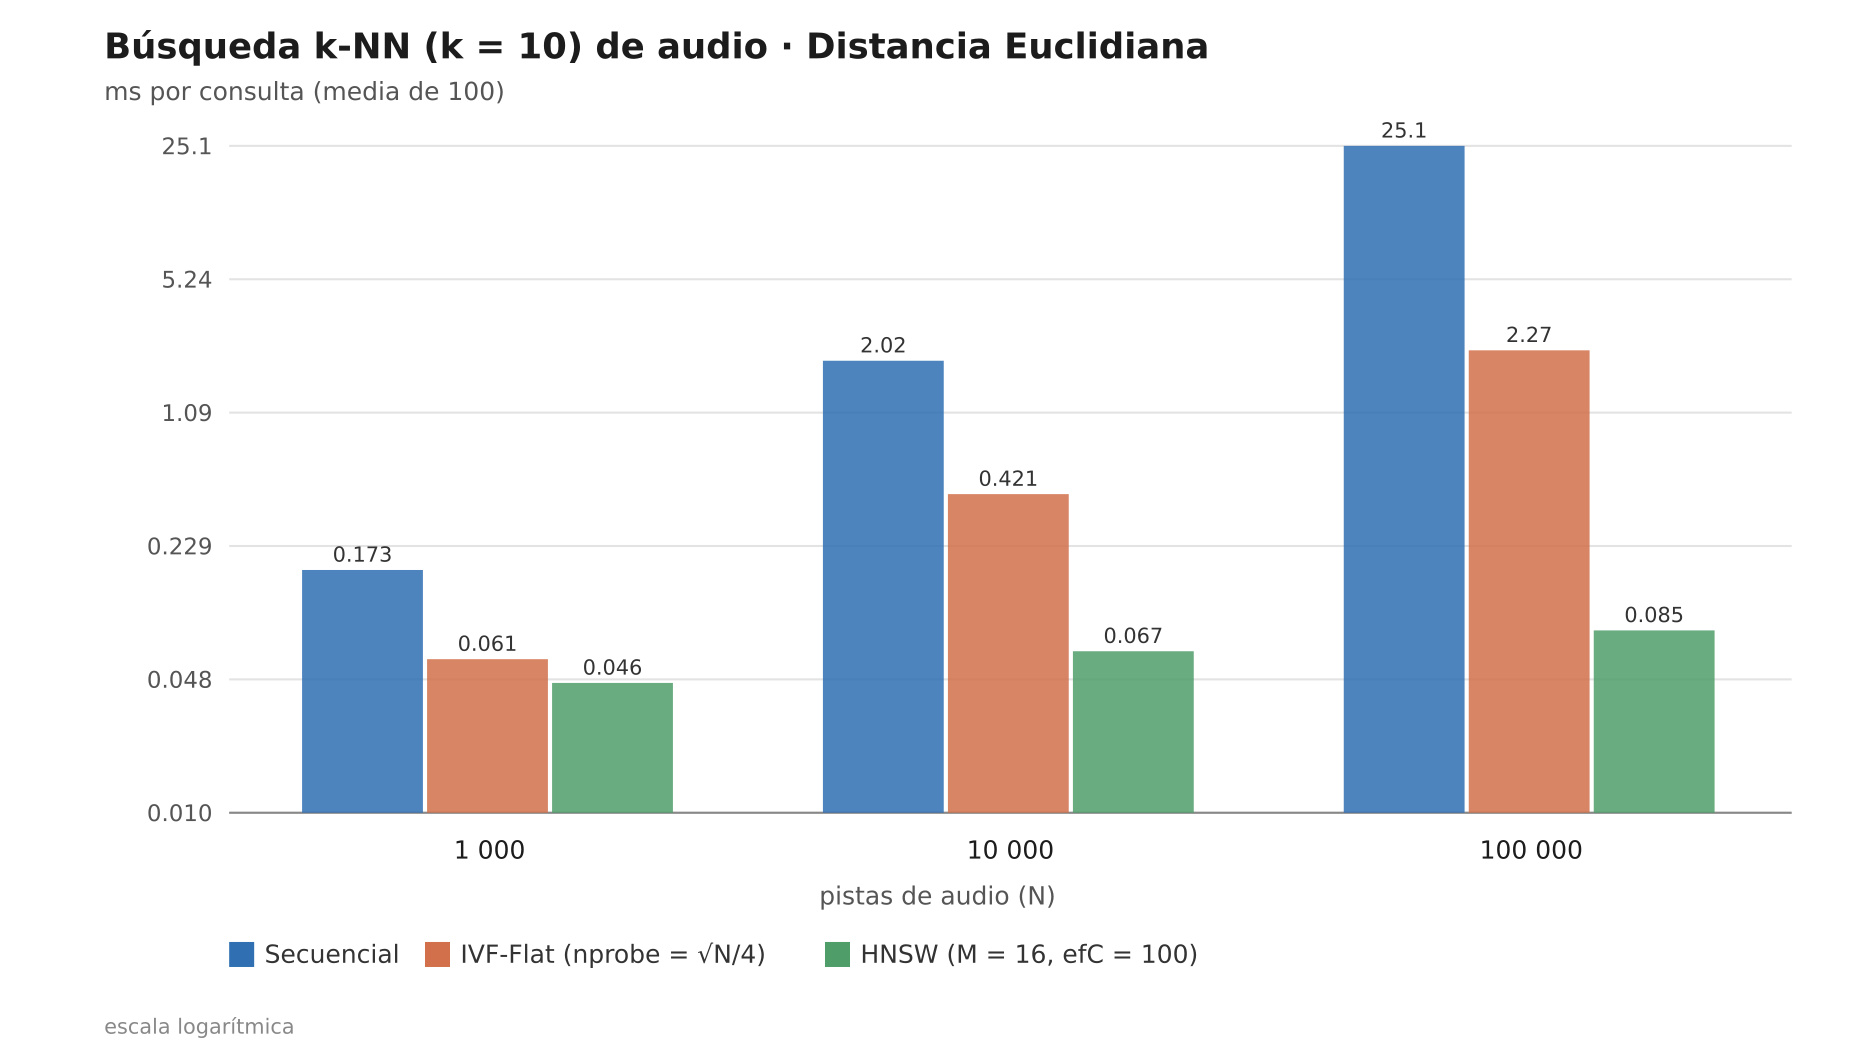 Búsqueda k-NN (k = 10) de audio · Distancia Euclidiana
ms por consulta (media de 100)
25.1
5.24
1.09
0.229
0.048
0.010
0.173
0.061
0.046
2.02
0.421
0.067
25.1
2.27
0.085
1 000
10 000
100 000
pistas de audio (N)
Secuencial
IVF-Flat (nprobe = √N/4)
HNSW (M = 16, efC = 100)
escala logarítmica